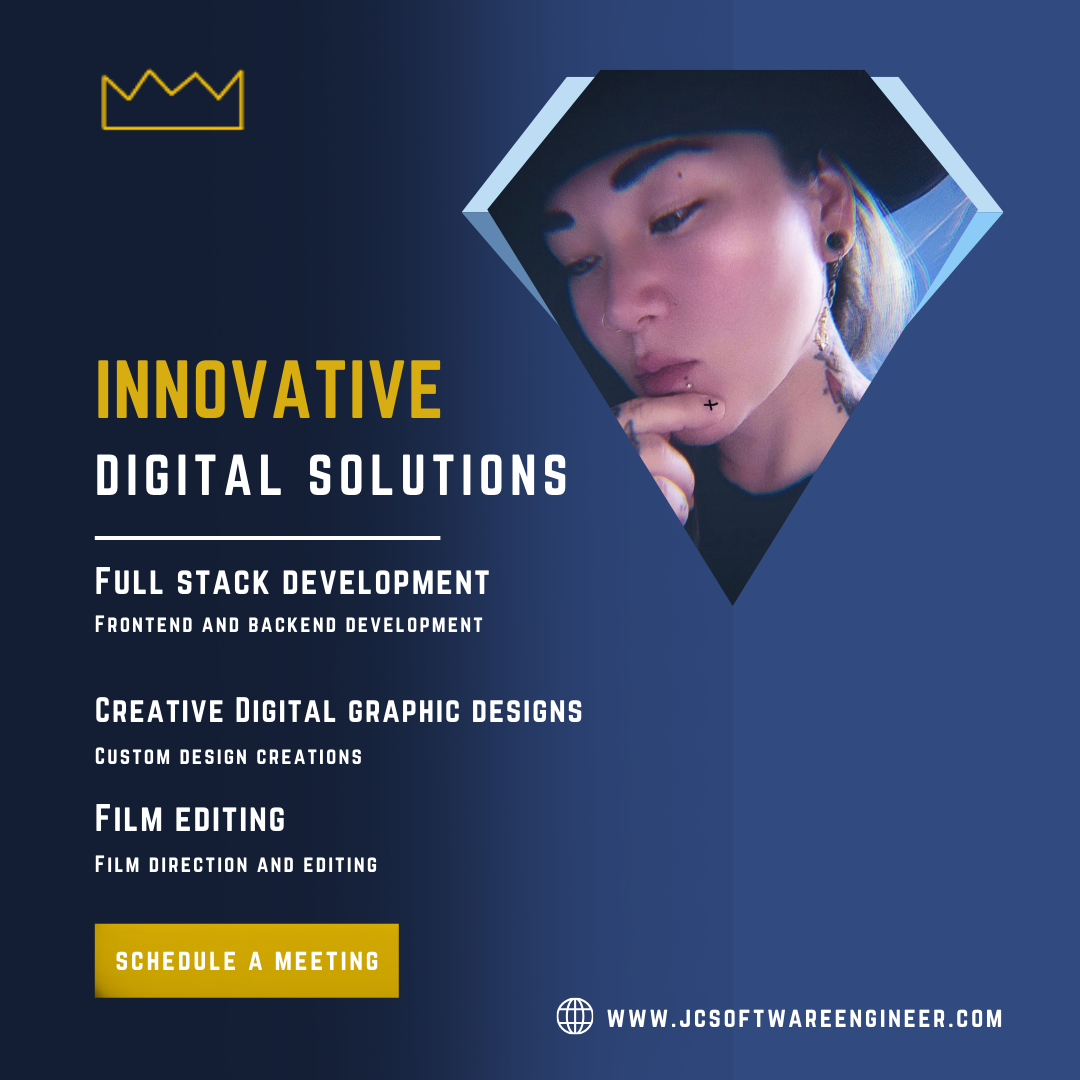 INNOVATIVE
DIGITAL SOLUTIONS
Full stack development
Frontend and backend development
Creative Digital graphic designs
Custom design creations
Film editing
Film direction and editing
SCHEDULE A MEETING
WWW.JCSOFTWAREENGINEER.COM